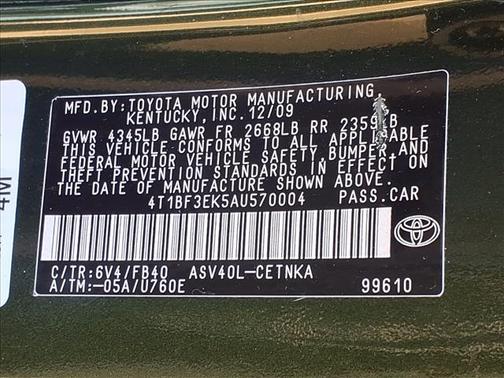 MFD.BY:TOYOTA MOTOR MANUFACTURING,
KENTUCKY, INC.12/09
GVWR 4345LB GAWR FR 2668LB RR 2359LB
THIS VEHICLE CONFORMS TO ALL APPLICABLE
FEDERAL MOTOR VEHICLE SAFETY,BUMPER,AND
THEFT PREVENTION STANDARDS IN EFFECT ON
THE DATE OF MANUFACTURE SHOWN ABOVE.
4T1BF3EK5AU570004 PASS.CAR
C/TR:6V4/FB40 ASV40L-CETNKA
A/TM:-05A/U760E 99610
4M